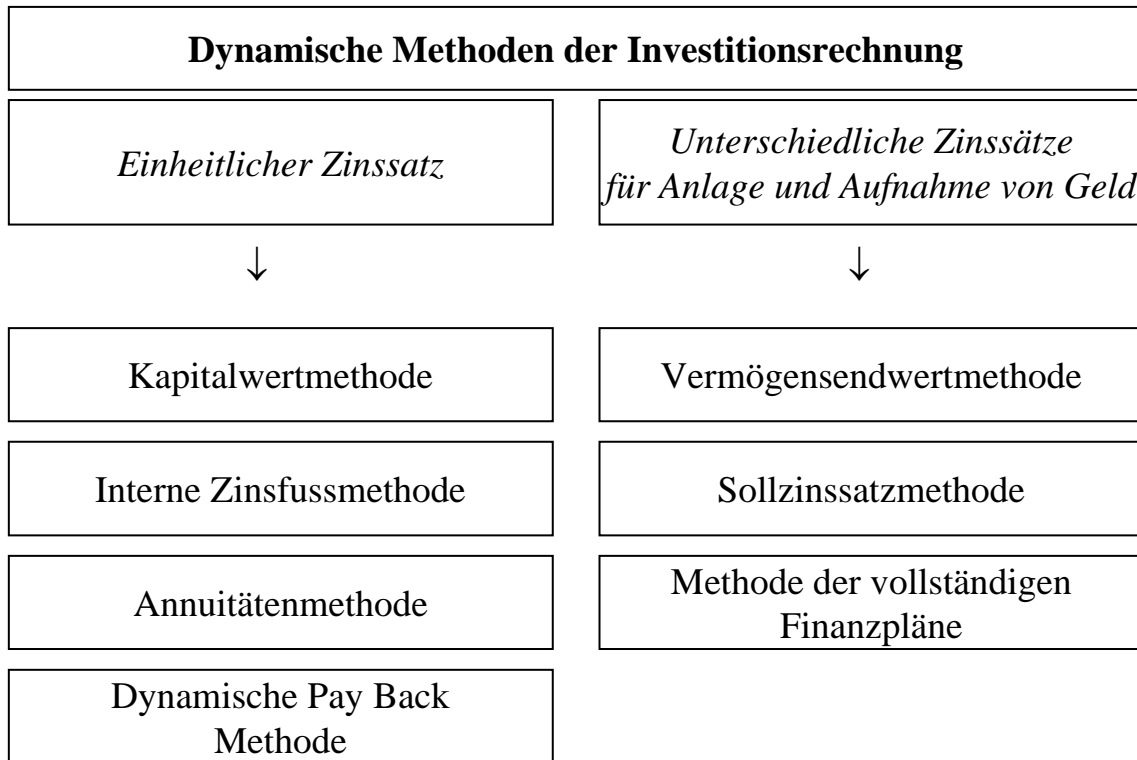 Dynamische Methoden der Investitionsrechnung
Einheitlicher Zinssatz
Unterschiedliche Zinssätze
für Anlage und Aufnahme von Geld
↓
↓
Kapitalwertmethode
Vermögensendwertmethode
Interne Zinsfussmethode
Sollzinssatzmethode
Annuitätenmethode
Methode der vollständigen
Finanzpläne
Dynamische Pay Back
Methode